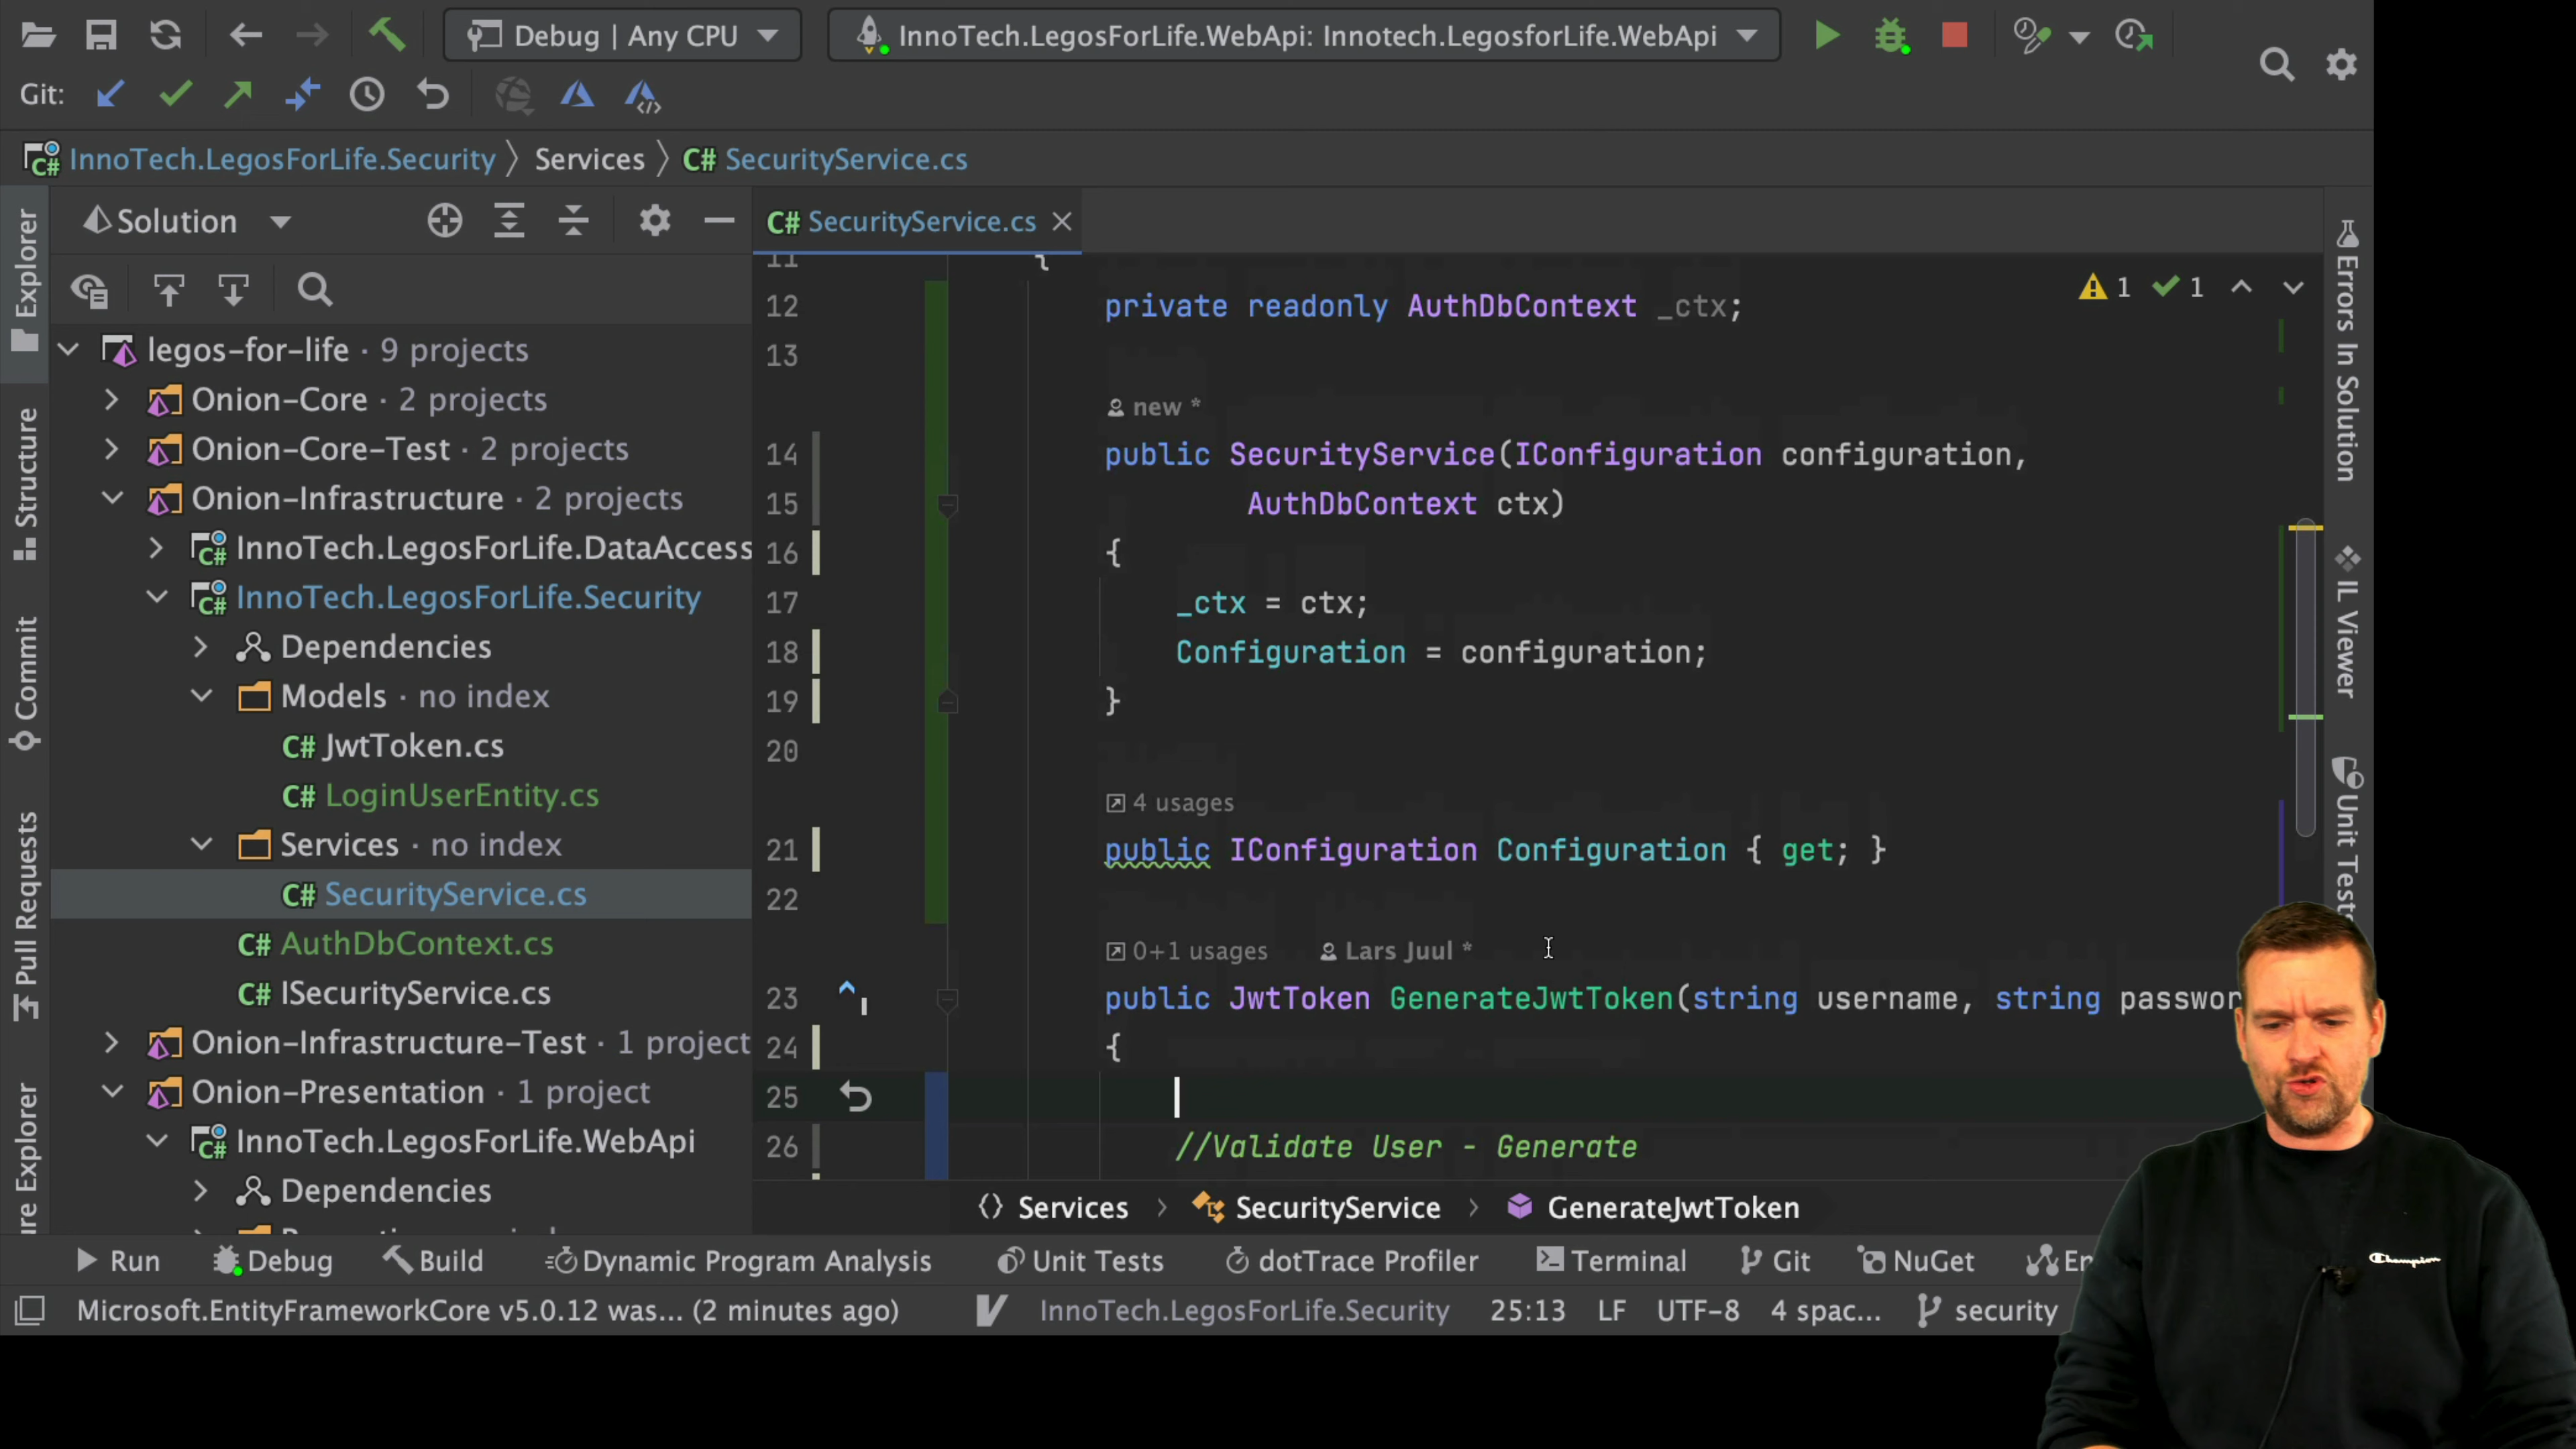 Debug | Any CPU
InnoTech.LegosForLife.WebApi: Innotech.LegosforLife.WebApi
Git:
InnoTech.LegosForLife.Security
Services
C# SecurityService.cs
Explorer
Structure
Commit
Pull Requests
Solution
legos-for-life · 9 projects
Onion-Core · 2 projects
Onion-Core-Test · 2 projects
Onion-Infrastructure · 2 projects
C# InnoTech.LegosForLife.DataAccess
C# InnoTech.LegosForLife.Security
Dependencies
Models · no index
C# JwtToken.cs
C# LoginUserEntity.cs
Services · no index
C# SecurityService.cs
C# AuthDbContext.cs
C# ISecurityService.cs
Onion-Infrastructure-Test · 1 project
Onion-Presentation · 1 project
C# InnoTech.LegosForLife.WebApi
Dependencies
C# SecurityService.cs
1 1
11 {
12 private readonly AuthDbContext _ctx;
13
new *
14 public SecurityService(IConfiguration configuration,
15 AuthDbContext ctx)
16 {
17 _ctx = ctx;
18 Configuration = configuration;
19 }
20
4 usages
21 public IConfiguration Configuration { get; }
22
0+1 usages Lars Juul *
23 public JwtToken GenerateJwtToken(string username, string passwor
24 {
25
26 //Validate User - Generate
Services
SecurityService
GenerateJwtToken
Errors In Solution
IL Viewer
Unit Tests
Run
Debug
Build
Dynamic Program Analysis
Unit Tests
dotTrace Profiler
Terminal
Git
NuGet
Microsoft.EntityFrameworkCore v5.0.12 was... (2 minutes ago)
InnoTech.LegosForLife.Security
25:13
LF
UTF-8
4 spac...
security
Champion